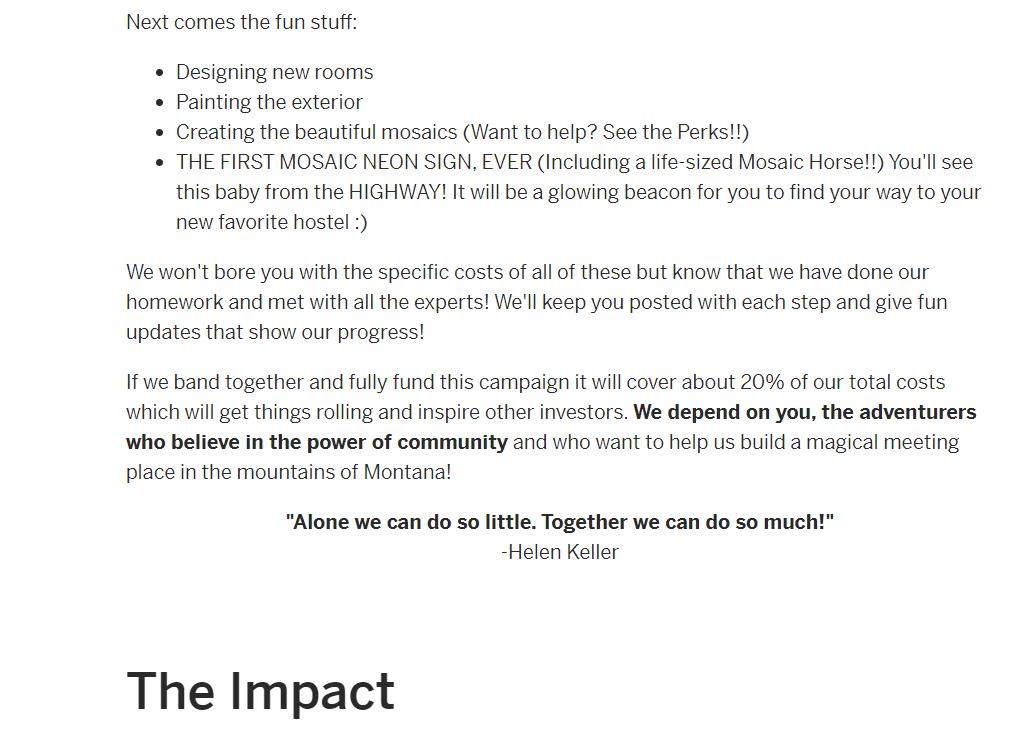 Next comes the fun stuff:
• Designing new rooms
• Painting the exterior
• Creating the beautiful mosaics (Want to help? See the Perks!!)
• THE FIRST MOSAIC NEON SIGN, EVER (Including a life-sized Mosaic Horse!!) You'll see
this baby from the HIGHWAY! It will be a glowing beacon for you to find your way to your
new favorite hostel :)
We won't bore you with the specific costs of all of these but know that we have done our
homework and met with all the experts! We'll keep you posted with each step and give fun
updates that show our progress!
If we band together and fully fund this campaign it will cover about 20% of our total costs
which will get things rolling and inspire other investors. We depend on you, the adventurers
who believe in the power of community and who want to help us build a magical meeting
place in the mountains of Montana!
"Alone we can do so little. Together we can do so much!"
-Helen Keller
The Impact